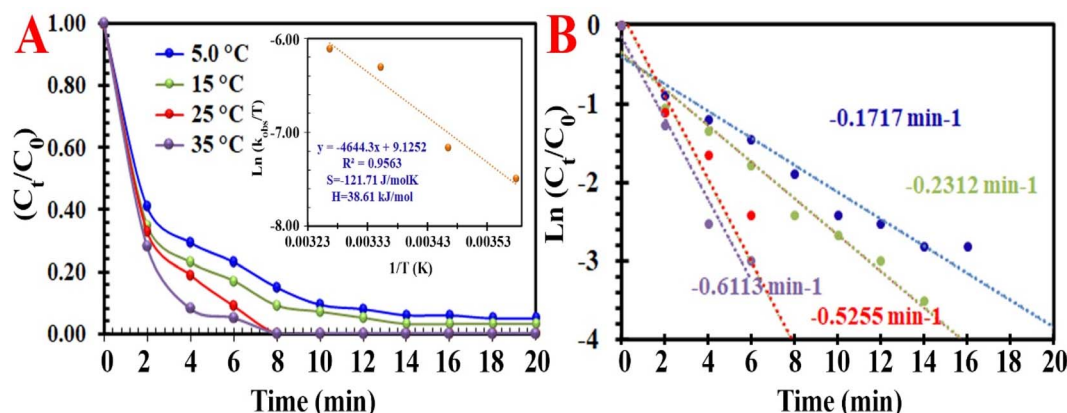 A
(Ct/C0)
1.00
0.80
0.60
0.40
0.20
0.00
0
2
4
6
8
10
12
14
16
18
20
Time (min)
5.0 °C
15 °C
25 °C
35 °C
Ln (kobs/T)
-6.00
-7.00
-8.00
y = -4644.3x + 9.1252
R² = 0.9563
S=-121.71 J/molK
H=38.61 kJ/mol
0.00323
0.00333
0.00343
0.00353
1/T (K)
B
Ln (Ct/C0)
-0
-1
-2
-3
-4
-0.1717 min-1
-0.2312 min-1
-0.6113 min-1
-0.5255 min-1
0
2
4
6
8
10
12
14
16
18
20
Time (min)